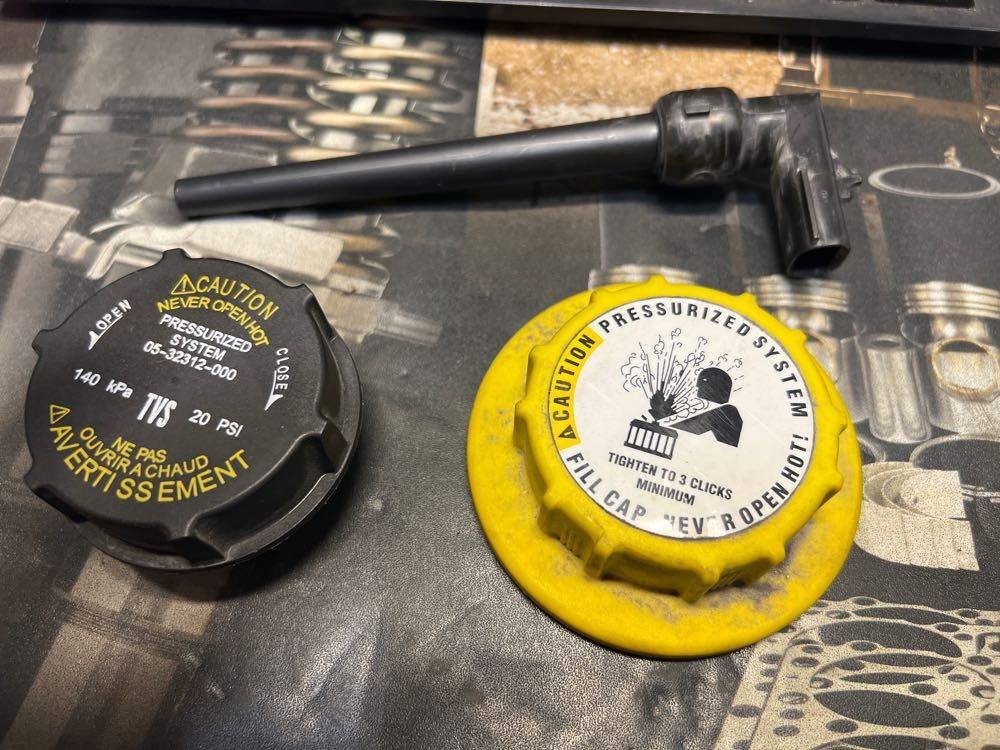 ⚠CAUTION
NEVER OPEN HOT
OPEN
CLOSE
PRESSURIZED
SYSTEM
05-32312-000
140 kPa TVS 20 PSI
NE PAS
OUVRIR A CHAUD
⚠AVERTISSEMENT
⚠CAUTION
PRESSURIZED SYSTEM
TIGHTEN TO 3 CLICKS
MINIMUM
FILL CAP NEVER OPEN HOT!